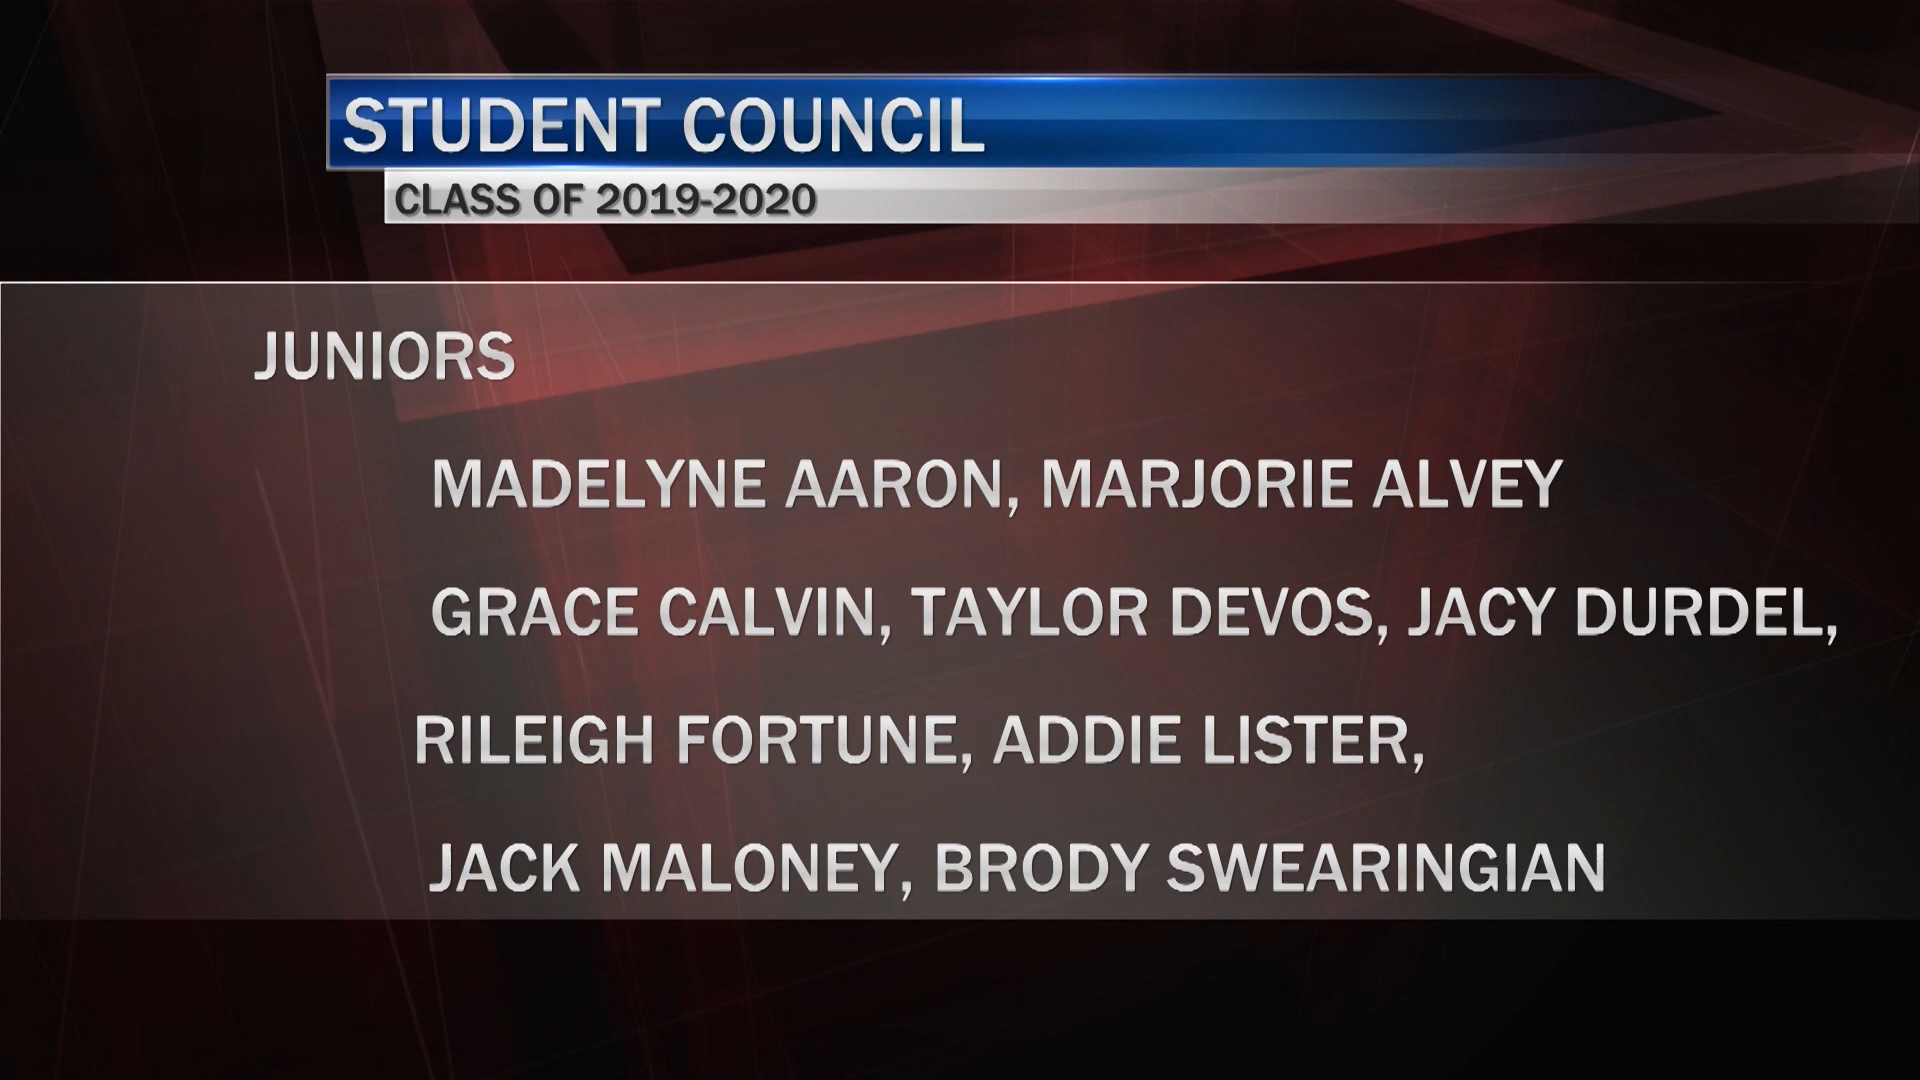 STUDENT COUNCIL
CLASS OF 2019-2020
JUNIORS
MADELYNE AARON, MARJORIE ALVEY
GRACE CALVIN, TAYLOR DEVOS, JACY DURDEL,
RILEIGH FORTUNE, ADDIE LISTER,
JACK MALONEY, BRODY SWEARINGIAN